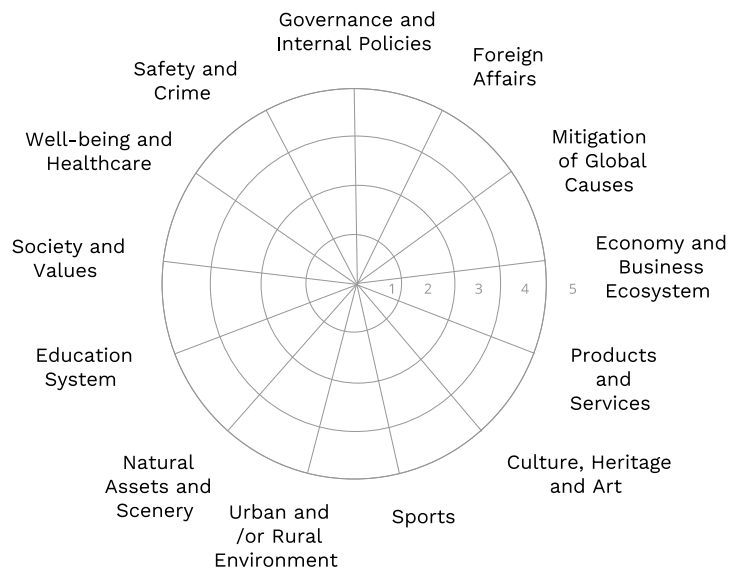 Governance and
Internal Policies
Foreign
Affairs
Safety and
Crime
Mitigation
of Global
Causes
Well-being and
Healthcare
Economy and
Business
Ecosystem
Society and
Values
1 2 3 4 5
Education
System
Products
and
Services
Natural
Assets and
Scenery
Culture, Heritage
and Art
Urban and
/or Rural
Environment
Sports